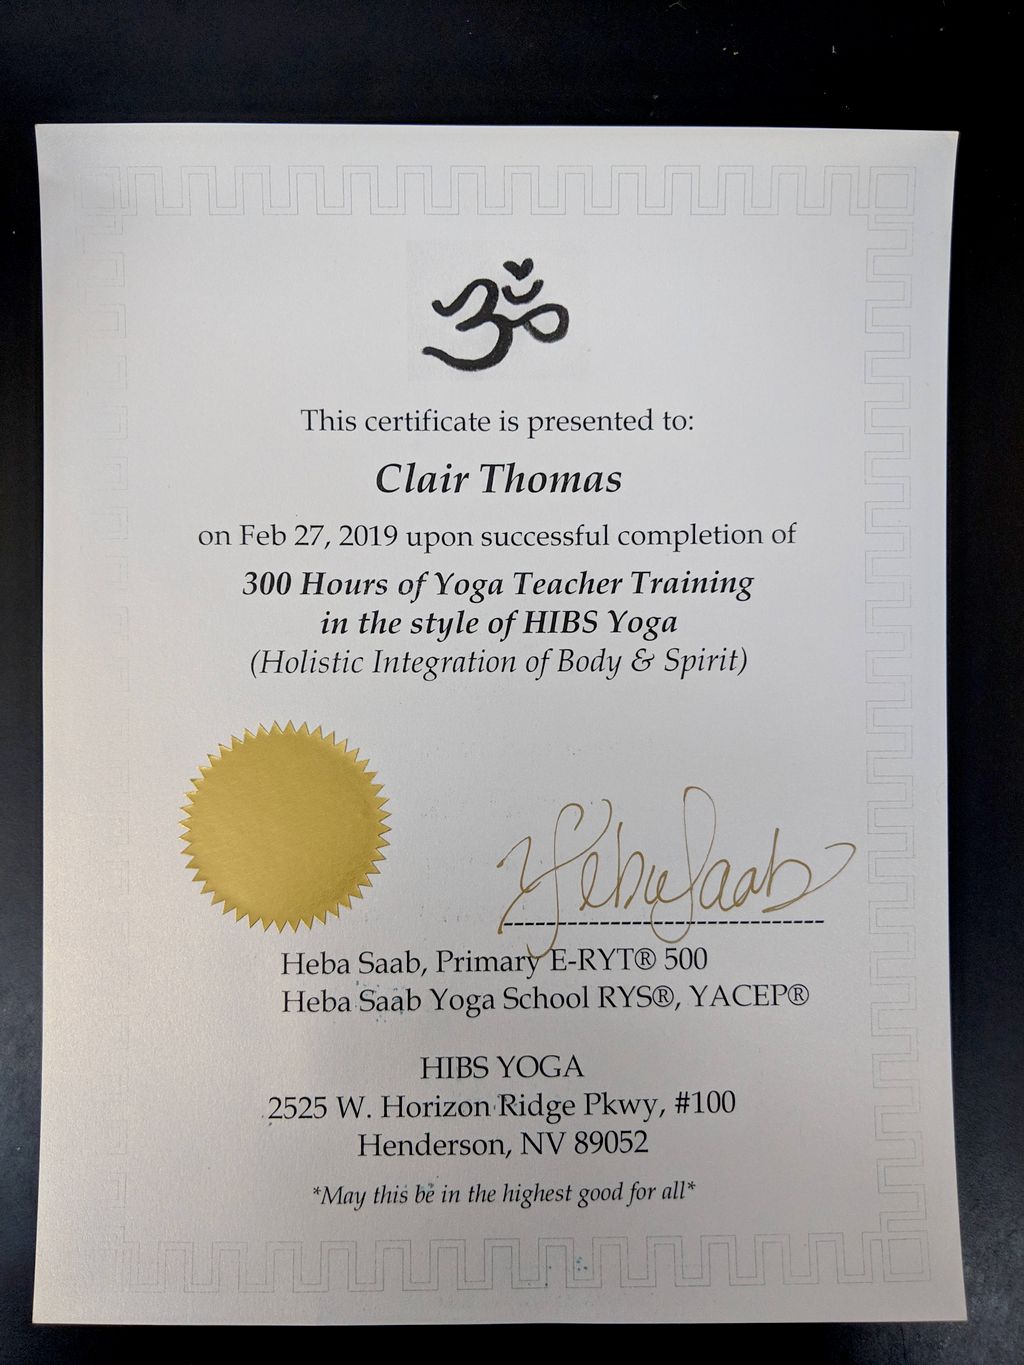 ॐ
This certificate is presented to:
Clair Thomas
on Feb 27, 2019 upon successful completion of
300 Hours of Yoga Teacher Training
in the style of HIBS Yoga
(Holistic Integration of Body & Spirit)
Heba Saab
Heba Saab, Primary E-RYT® 500
Heba Saab Yoga School RYS®, YACEP®
HIBS YOGA
2525 W. Horizon Ridge Pkwy, #100
Henderson, NV 89052
*May this be in the highest good for all*